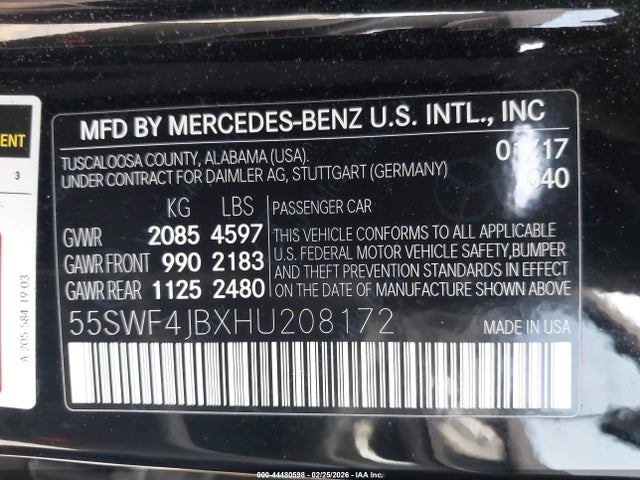 MFD BY MERCEDES-BENZ U.S. INTL., INC
TUSCALOOSA COUNTY, ALABAMA (USA).
UNDER CONTRACT FOR DAIMLER AG, STUTTGART (GERMANY)
/17
040
KG LBS
GVWR 2085 4597
GAWR FRONT 990 2183
GAWR REAR 1125 2480
PASSENGER CAR
THIS VEHICLE CONFORMS TO ALL APPLICABLE
U.S. FEDERAL MOTOR VEHICLE SAFETY, BUMPER
AND THEFT PREVENTION STANDARDS IN EFFECT
ON THE DATE OF MANUFACTURE SHOWN ABOVE
55SWF4JBXHU208172
MADE IN USW
ENT
3
A 205 584 19 03
000-44480598 - 02/25/2026 - IAA Inc.